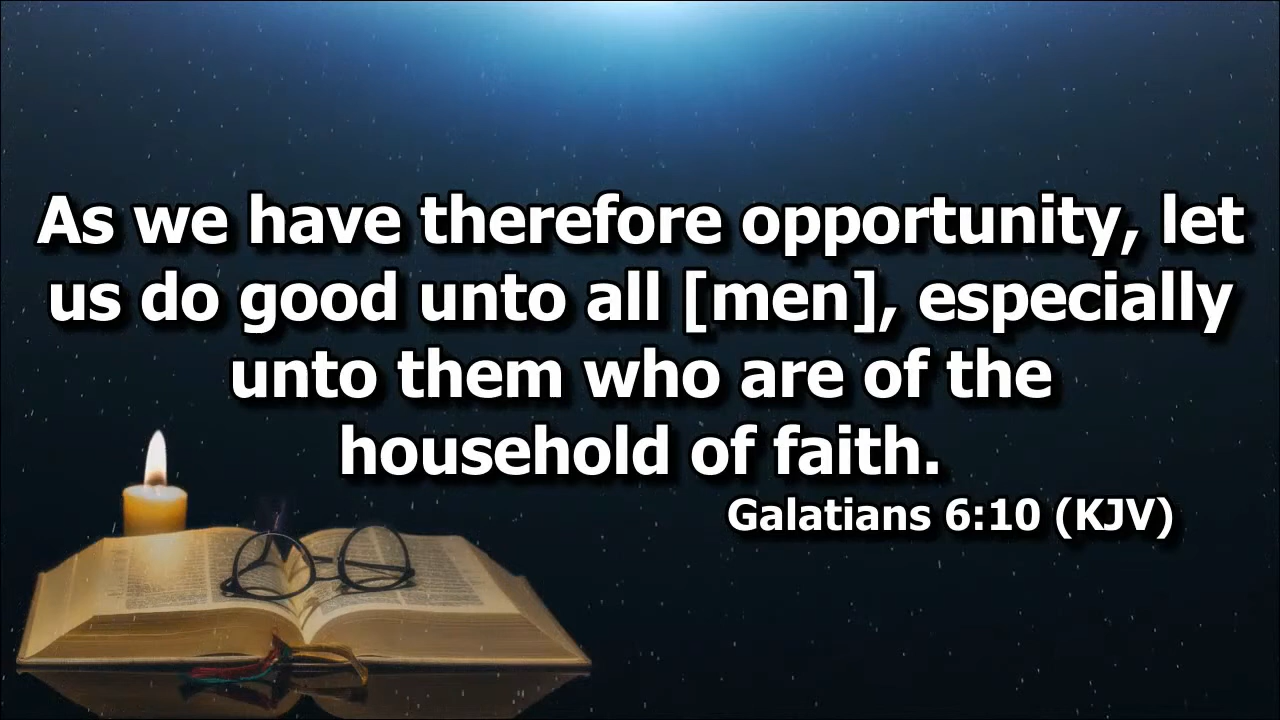 As we have therefore opportunity, let
us do good unto all [men], especially
unto them who are of the
household of faith.
Galatians 6:10 (KJV)